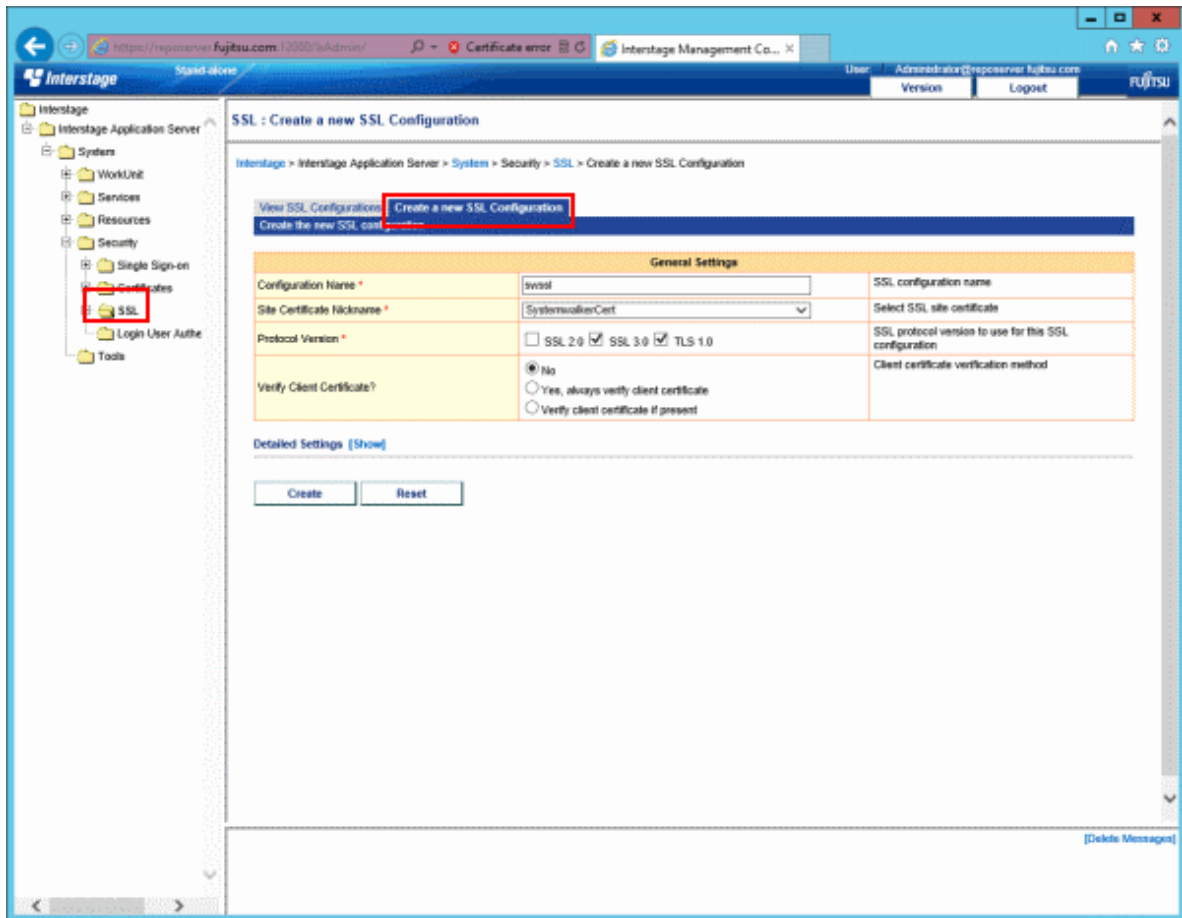 https://reposerver.fujitsu.com:12000/IsAdmin/
Certificate error
Interstage Management Co...
Interstage
Stand-alone
User: Administrator@reposerver.fujitsu.com
Version
Logout
FUJITSU
Interstage
Interstage Application Server
System
WorkUnit
Services
Resources
Security
Single Sign-on
Certificates
SSL
Login User Authe
Tools
SSL : Create a new SSL Configuration
Interstage > Interstage Application Server > System > Security > SSL > Create a new SSL Configuration
View SSL Configurations
Create a new SSL Configuration
Create the new SSL configuration
General Settings
Configuration Name * swssl SSL configuration name
Site Certificate Nickname * SystemwalkerCert Select SSL site certificate
Protocol Version * SSL 2.0 SSL 3.0 TLS 1.0 SSL protocol version to use for this SSL
configuration
Verify Client Certificate? No Client certificate verification method
Yes, always verify client certificate
Verify client certificate if present
Detailed Settings [Show]
Create
Reset
[Delete Messages]